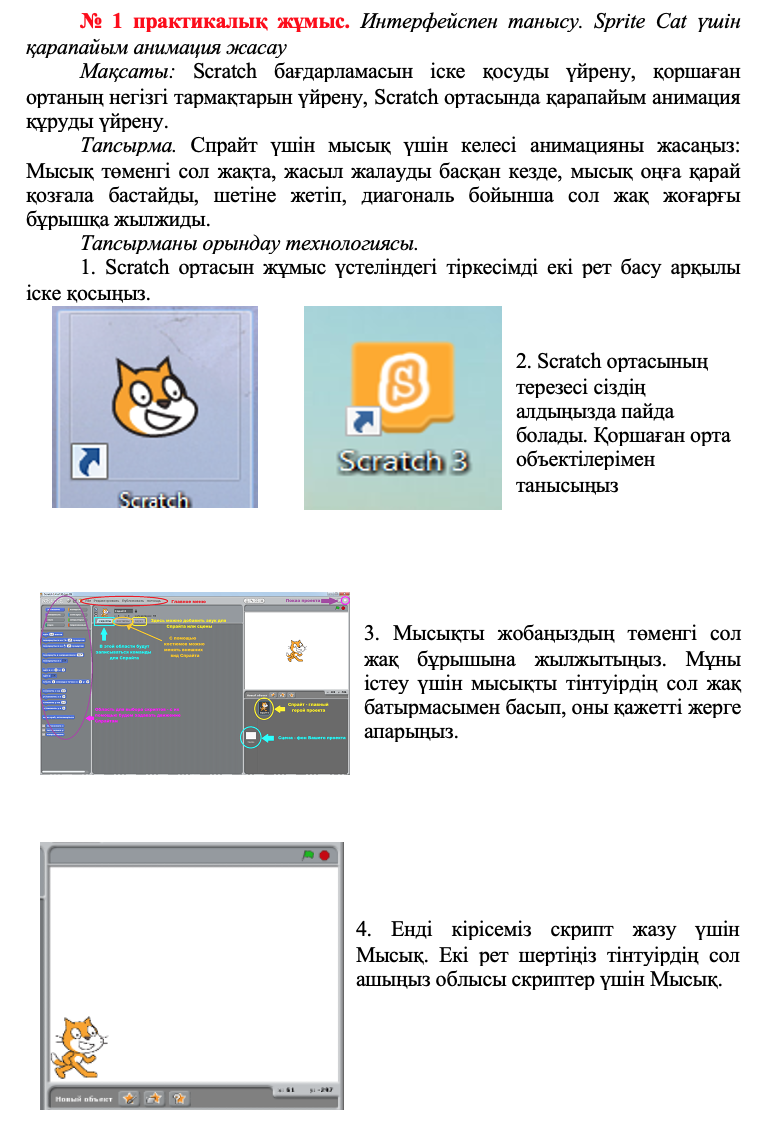 № 1 практикалық жұмыс. Интерфейспен танысу. Sprite Cat үшін
қарапайым анимация жасау
Мақсаты: Scratch бағдарламасын іске қосуды үйрену, қоршаған
ортаның негізгі тармақтарын үйрену, Scratch ортасында қарапайым анимация
құруды үйрену.
Тапсырма. Спрайт үшін мысық үшін келесі анимацияны жасаңыз:
Мысық төменгі сол жақта, жасыл жалауды басқан кезде, мысық оңға қарай
қозғала бастайды, шетіне жетіп, диагональ бойынша сол жақ жоғарғы
бұрышқа жылжиды.
Тапсырманы орындау технологиясы.
1. Scratch ортасын жұмыс үстеліндегі тіркесімді екі рет басу арқылы
іске қосыңыз.
Scratch
Scratch 3
2. Scratch ортасының
терезесі сіздің
алдыңызда пайда
болады. Қоршаған орта
объектілерімен
танысыңыз
Главное меню
Показ проекта
Здесь можно добавить звук для
Спрайта или сцены
В этой области будут
записываться команды
для Спрайта
С помощью
костюмов можно
менять внешний
вид Спрайта
Спрайт - главный
герой проекта
Сцена - фон Вашего проекта
3. Мысықты жобаңыздың төменгі сол
жақ бұрышына жылжытыңыз. Мұны
істеу үшін мысықты тінтуірдің сол жақ
батырмасымен басып, оны қажетті жерге
апарыңыз.
x: 61 y: -247
Новый объект
4. Енді кірісеміз скрипт жазу үшін
Мысық. Екі рет шертіңіз тінтуірдің сол
ашыңыз облысы скриптер үшін Мысық.